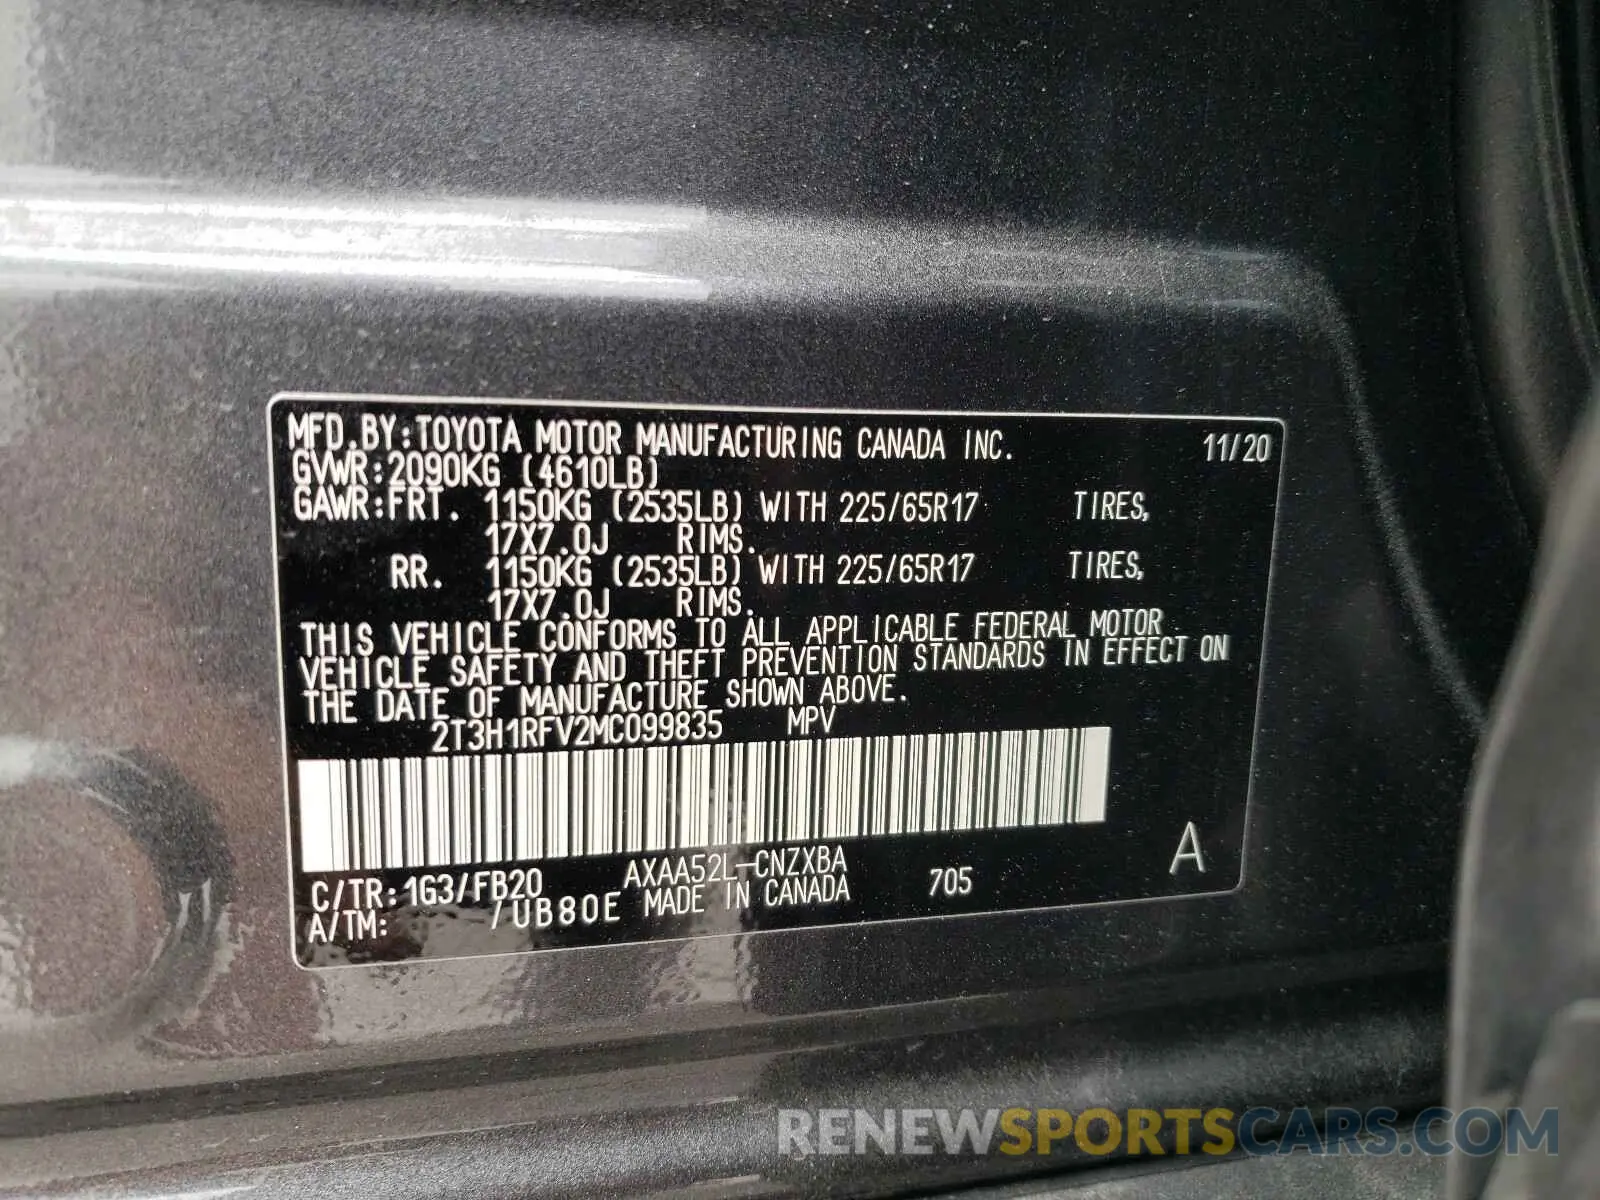 MFD.BY:TOYOTA MOTOR MANUFACTURING CANADA INC. 11/20
GVWR:2090KG (4610LB)
GAWR:FRT. 1150KG (2535LB) WITH 225/65R17 TIRES,
17X7.0J RIMS.
RR. 1150KG (2535LB) WITH 225/65R17 TIRES,
17X7.0J RIMS.
THIS VEHICLE CONFORMS TO ALL APPLICABLE FEDERAL MOTOR
VEHICLE SAFETY AND THEFT PREVENTION STANDARDS IN EFFECT ON
THE DATE OF MANUFACTURE SHOWN ABOVE.
2T3H1RFV2MC099835 MPV
C/TR:1G3/FB20 AXAA52L-CNZXBA 705 A
A/TM: /UB80E MADE IN CANADA
RENEWSPORTSCARS.COM